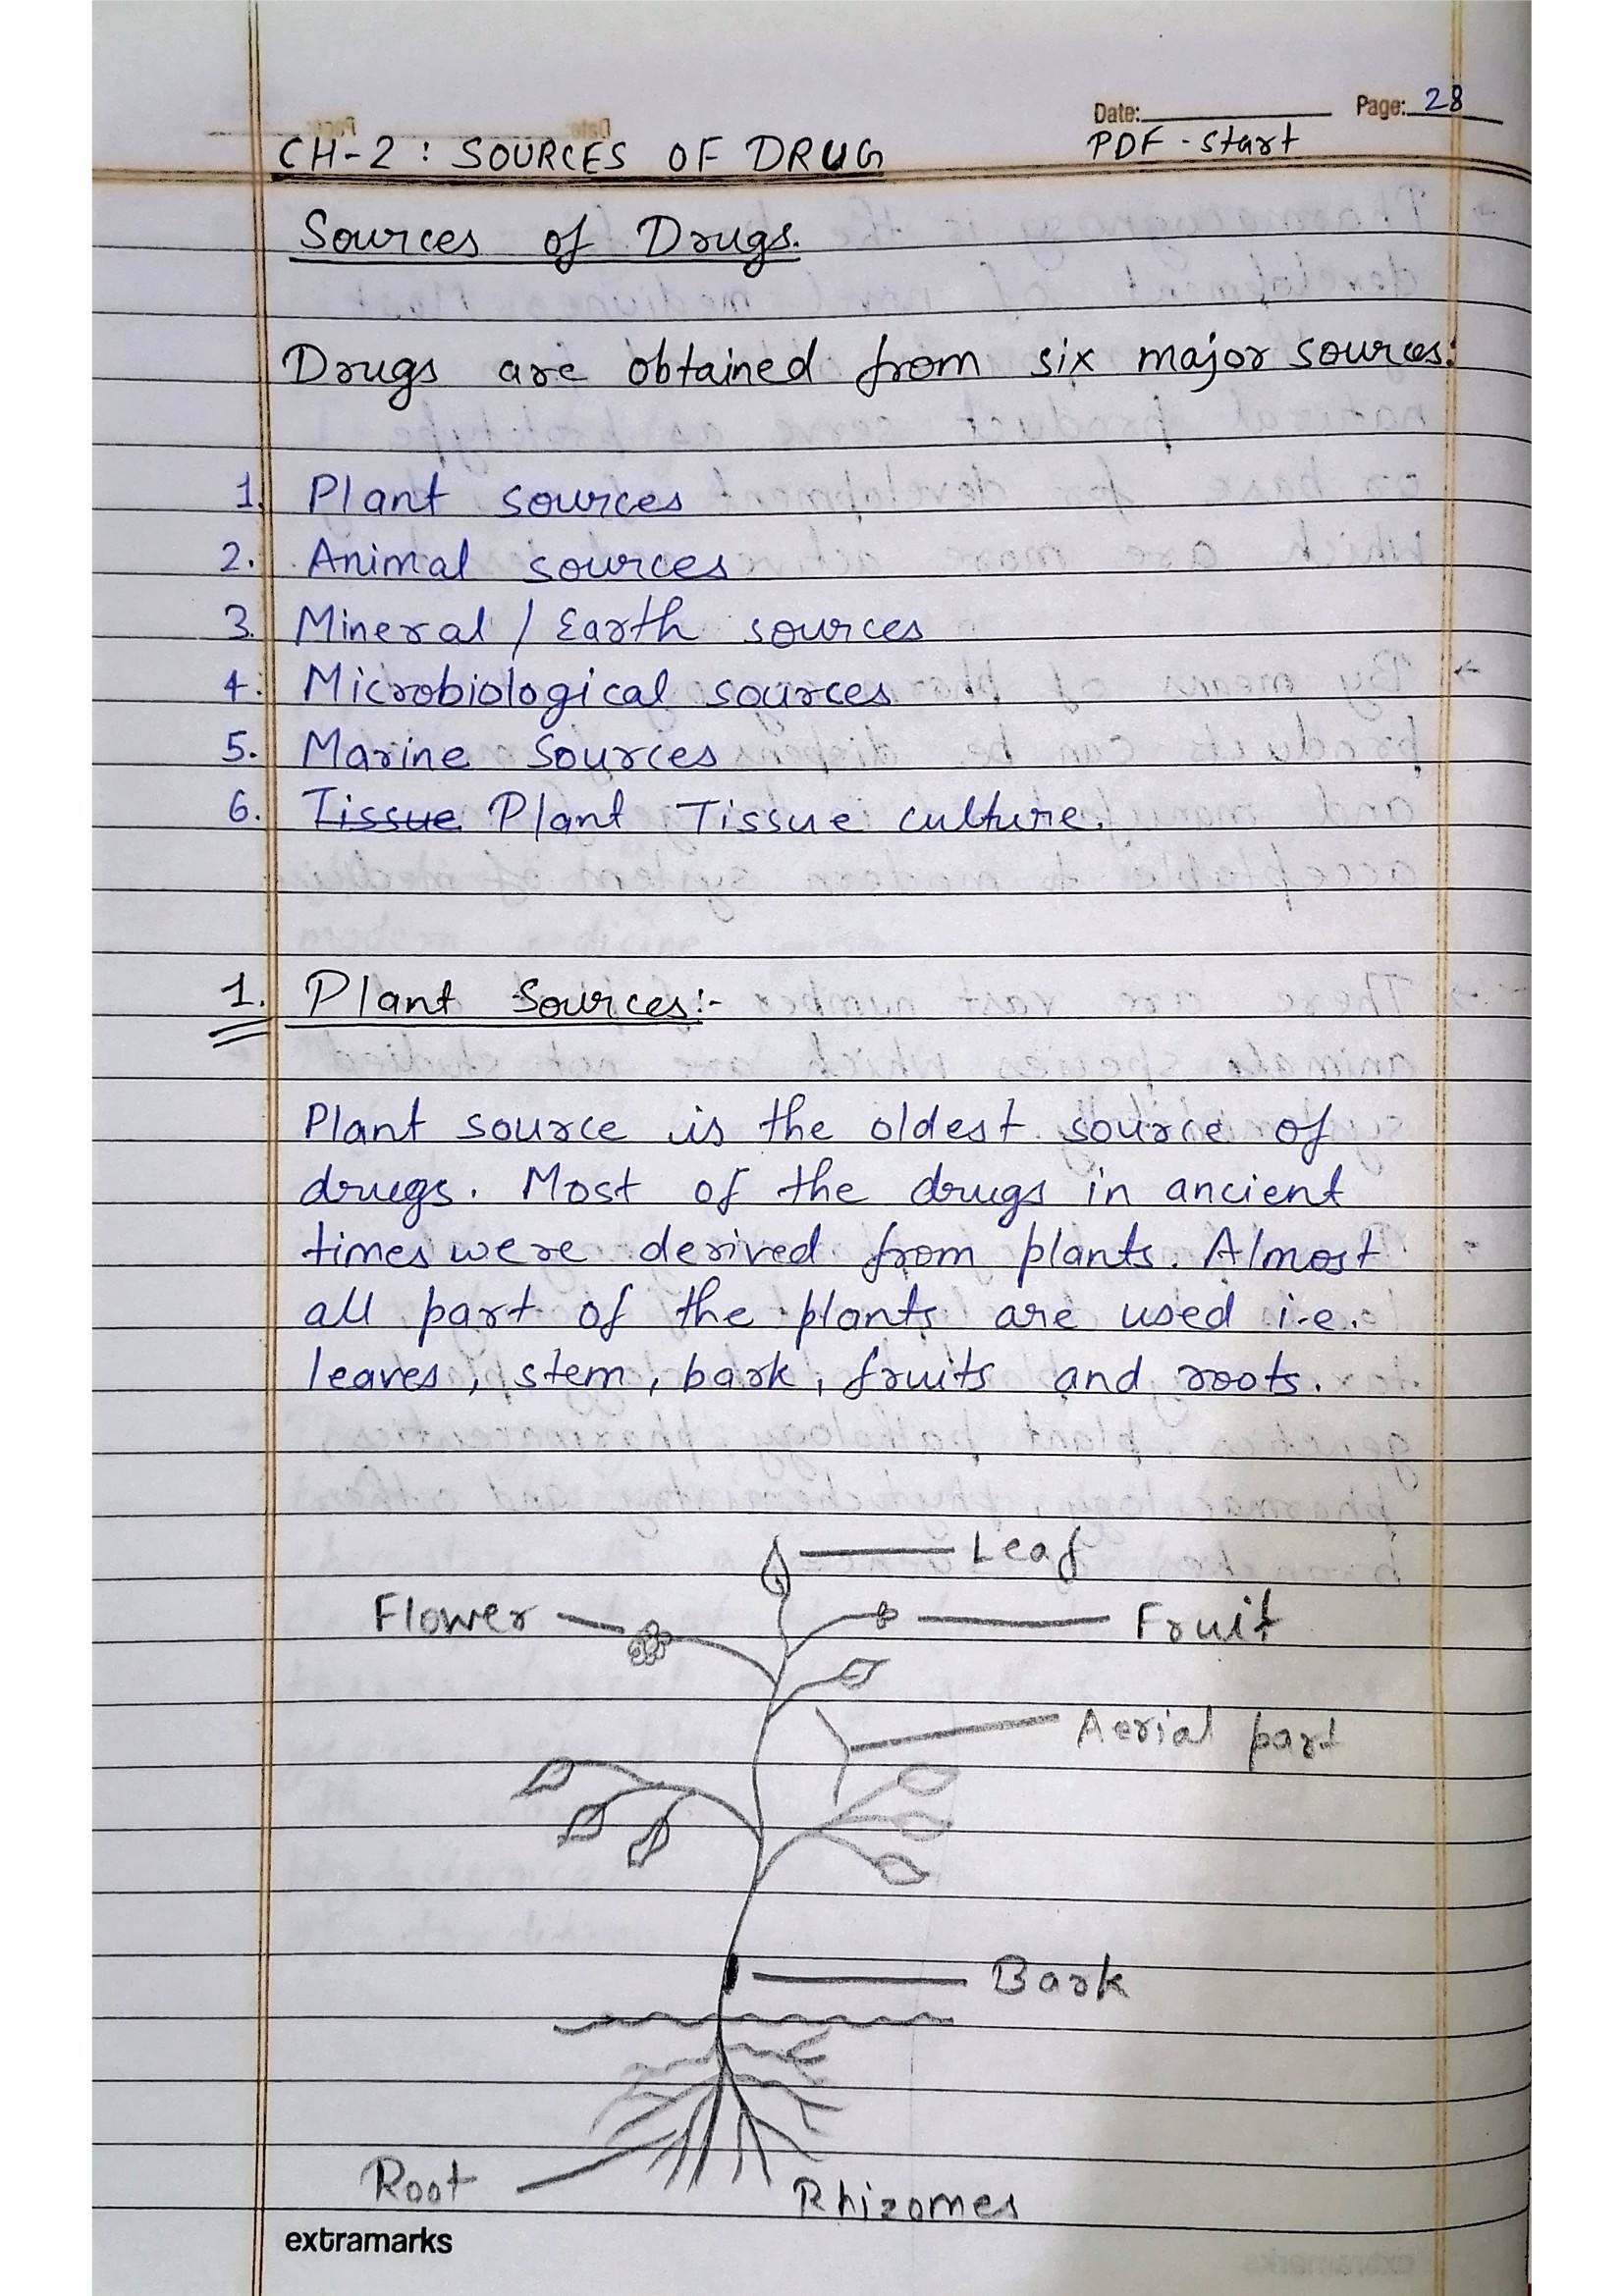 Date: Page: 28
PDF - start
CH-2 : SOURCES OF DRUG
Sources of Drugs.
Drugs are obtained from six major sources:
1. Plant sources
2. Animal sources
3. Mineral / Earth sources
4. Microbiological sources
5. Marine Sources
6. Tissue Plant Tissue culture.
1. Plant Sources:-
Plant source is the oldest source of
drugs. Most of the drugs in ancient
times were derived from plants. Almost
all part of the plants are used i.e.
leaves, stem, bark, fruits and roots.
Leaf
Flower
Fruit
Aerial part
Bark
Root
Rhizomes
extramarks